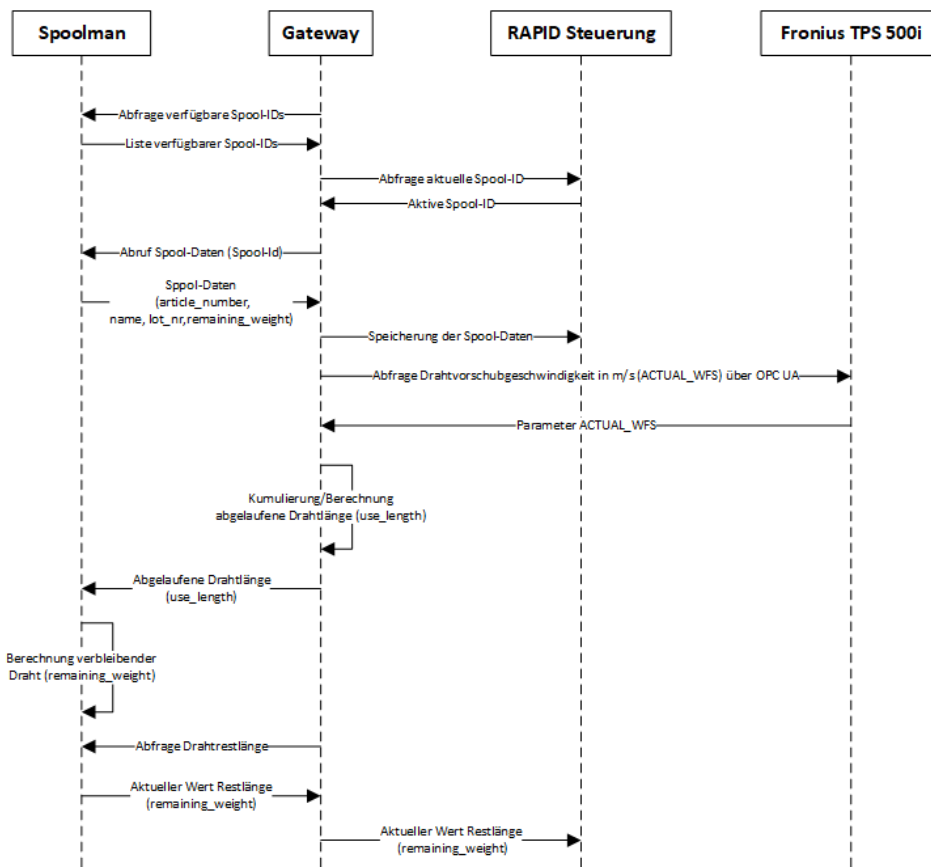 Spoolman
Gateway
RAPID Steuerung
Fronius TPS 500i
Abfrage verfügbare Spool-IDs
Liste verfügbarer Spool-IDs
Abfrage aktuelle Spool-ID
Aktive Spool-ID
Abruf Spool-Daten (Spool-Id)
Sppol-Daten
(article_number,
name, lot_nr,remaining_weight)
Speicherung der Spool-Daten
Abfrage Drahtvorschubgeschwindigkeit in m/s (ACTUAL_WFS) über OPC UA
Parameter ACTUAL_WFS
Kumulierung/Berechnung
abgelaufene Drahtlänge (use_length)
Abgelaufene Drahtlänge
(use_length)
Berechnung verbleibender
Draht (remaining_weight)
Abfrage Drahtrestlänge
Aktueller Wert Restlänge
(remaining_weight)
Aktueller Wert Restlänge
(remaining_weight)